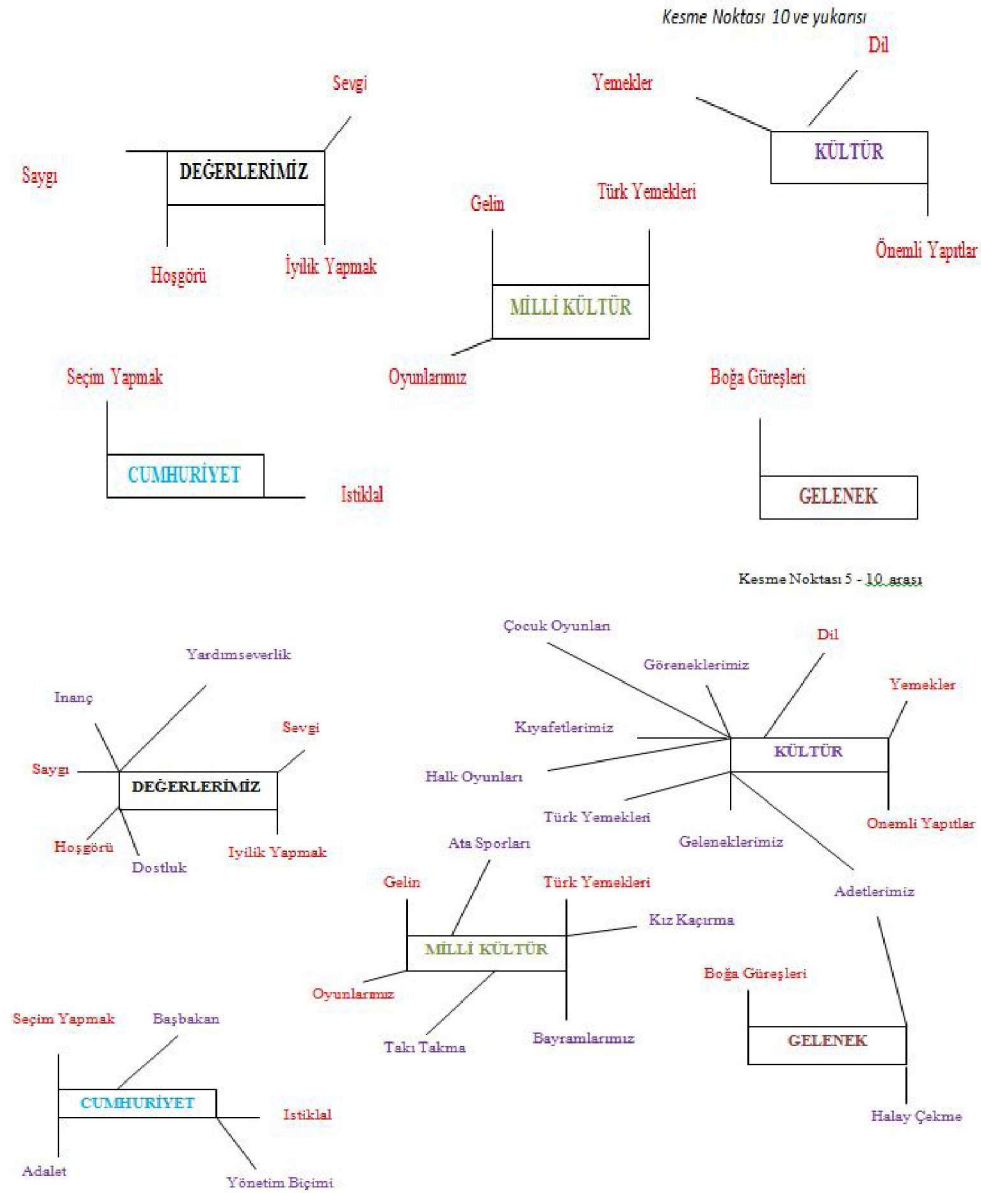 Kesme Noktası 10 ve yukarısı
Dil
Sevgi
Yemekler
KÜLTÜR
Saygı
DEĞERLERİMİZ
Gelin
Türk Yemekleri
Hoşgörü
İyilik Yapmak
Önemli Yapıtlar
MİLLİ KÜLTÜR
Seçim Yapmak
Oyunlarımız
Boğa Güreşleri
CUMHURİYET
Istiklal
GELENEK
Kesme Noktası 5 - 10 arası
Çocuk Oyunları
Dil
Yardımseverlik
Göreneklerimiz
Inanç
Yemekler
Sevgi
Kıyafetlerimiz
KÜLTÜR
Saygı
Halk Oyunları
DEĞERLERİMİZ
Türk Yemekleri
Onemli Yapıtlar
Hoşgörü
Iyilik Yapmak
Geleneklerimiz
Dostluk
Ata Sporları
Gelin
Türk Yemekleri
Adetlerimiz
Kız Kaçırma
MİLLİ KÜLTÜR
Boğa Güreşleri
Oyunlarımız
Seçim Yapmak
Başbakan
Takı Takma
Bayramlarımız
GELENEK
CUMHURİYET
Istiklal
Halay Çekme
Adalet
Yönetim Biçimi